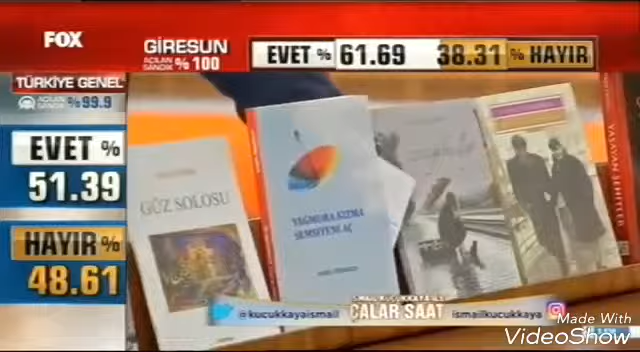 FOX
GİRESUN
AÇILAN SANDIK % 100
EVET % 61.69 38.31 % HAYIR
TÜRKİYE GENEL
AÇILAN SANDIK % 99.9
EVET %
51.39
HAYIR %
48.61
GÜZ SOLOSU
YAĞMURA KIZMA
ŞEMSİYENİ AÇ
YAŞAYAN ŞEHİTLER
İSMAİL KÜÇÜKKAYA İLE
ÇALAR SAAT
@kucukkayaismail
ismailkucukkaya
Made With
VideoShow